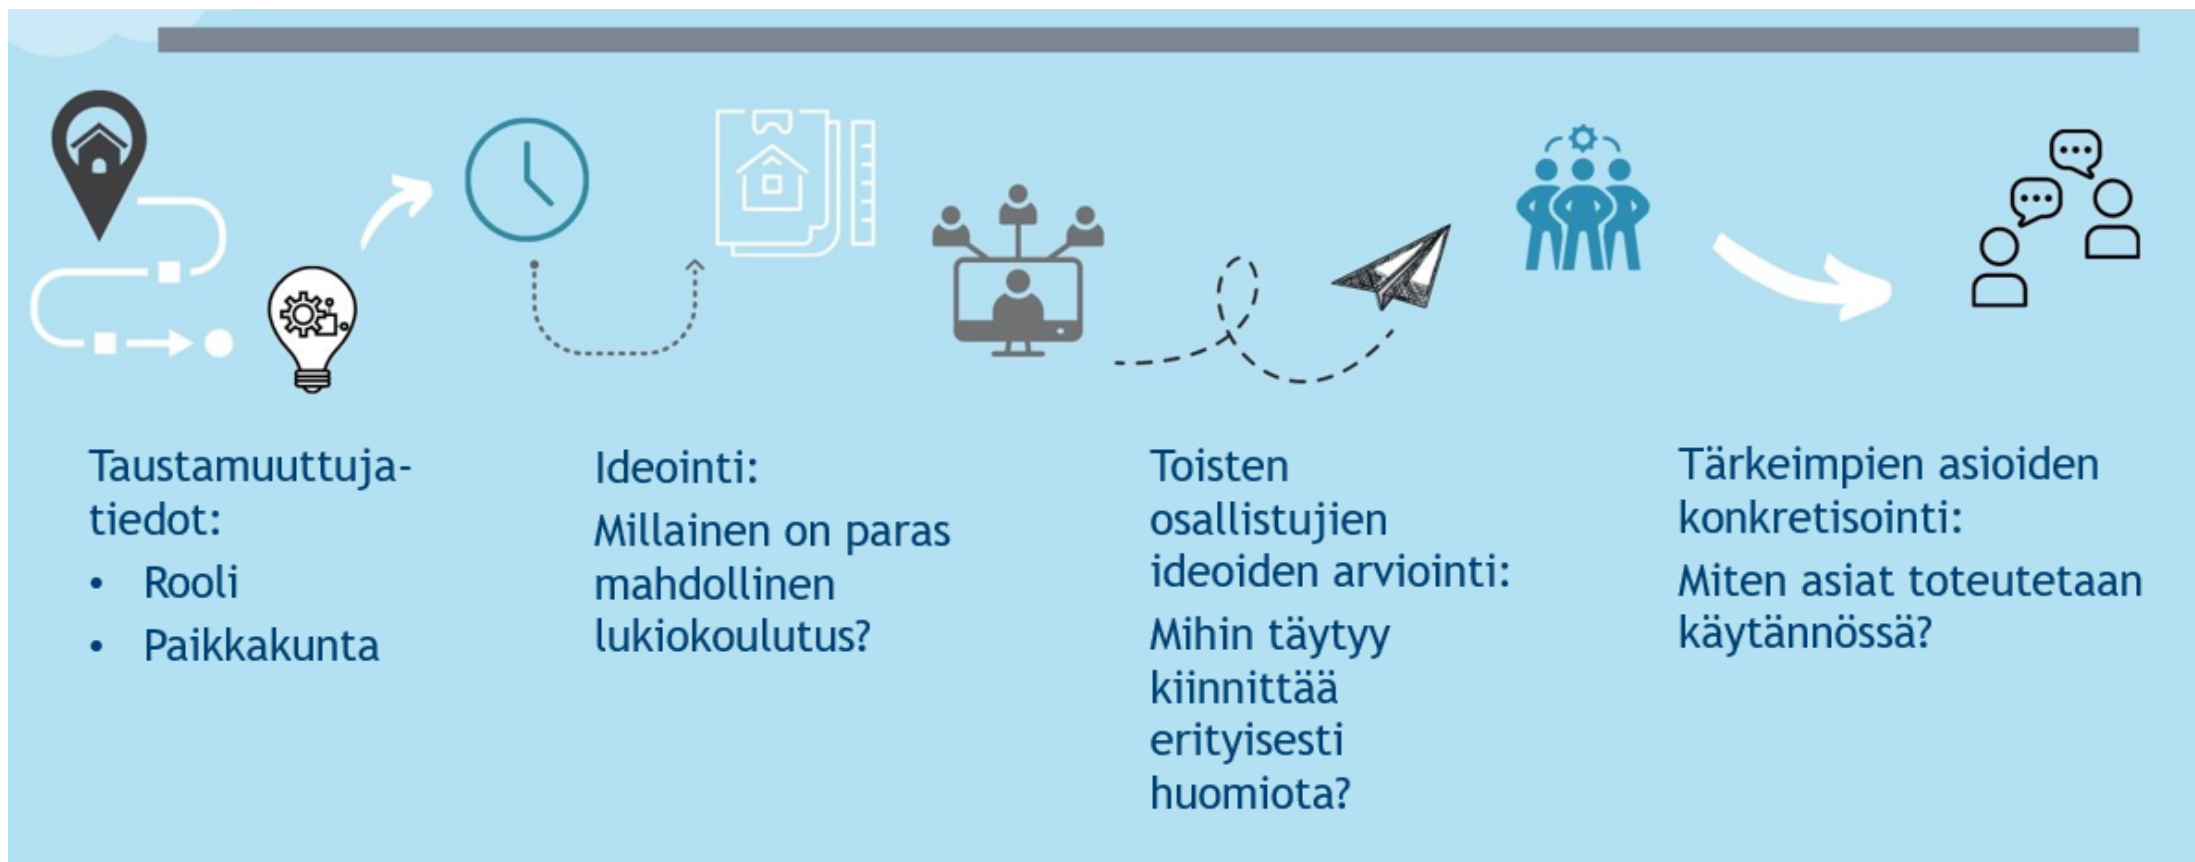 Taustamuuttuja-
tiedot:
• Rooli
• Paikkakunta
Ideointi:
Millainen on paras
mahdollinen
lukiokoulutus?
Toisten
osallistujien
ideoiden arviointi:
Mihin täytyy
kiinnittää
erityisesti
huomiota?
Tärkeimpien asioiden
konkretisointi:
Miten asiat toteutetaan
käytännössä?